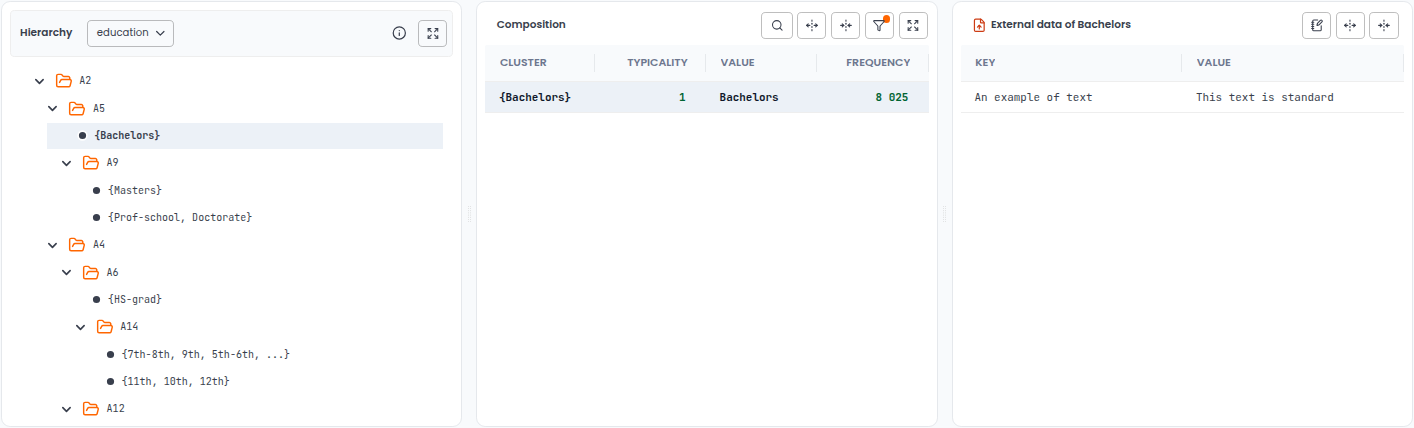 Hierarchy
education
A2
A5
{Bachelors}
A9
{Masters}
{Prof-school, Doctorate}
A4
A6
{HS-grad}
A14
{7th-8th, 9th, 5th-6th, ...}
{11th, 10th, 12th}
A12
Composition
CLUSTER TYPICALITY VALUE FREQUENCY
{Bachelors} 1 Bachelors 8 025
External data of Bachelors
KEY VALUE
An example of text This text is standard